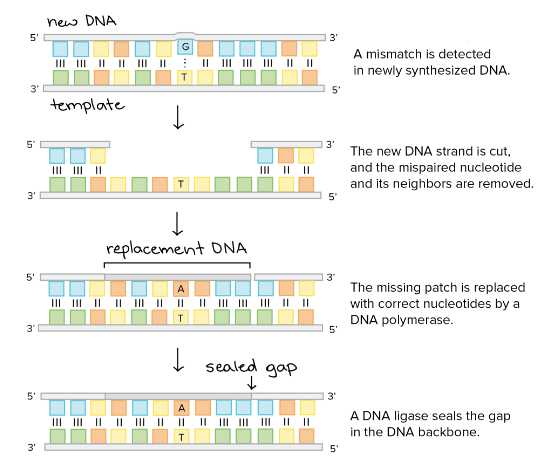 new DNA
5' 3'
G
T
3' 5'
template
A mismatch is detected
in newly synthesized DNA.
5' 3'
T
3' 5'
The new DNA strand is cut,
and the mispaired nucleotide
and its neighbors are removed.
replacement DNA
5' 3'
A
T
3' 5'
The missing patch is replaced
with correct nucleotides by a
DNA polymerase.
sealed gap
5' 3'
A
T
3' 5'
A DNA ligase seals the gap
in the DNA backbone.